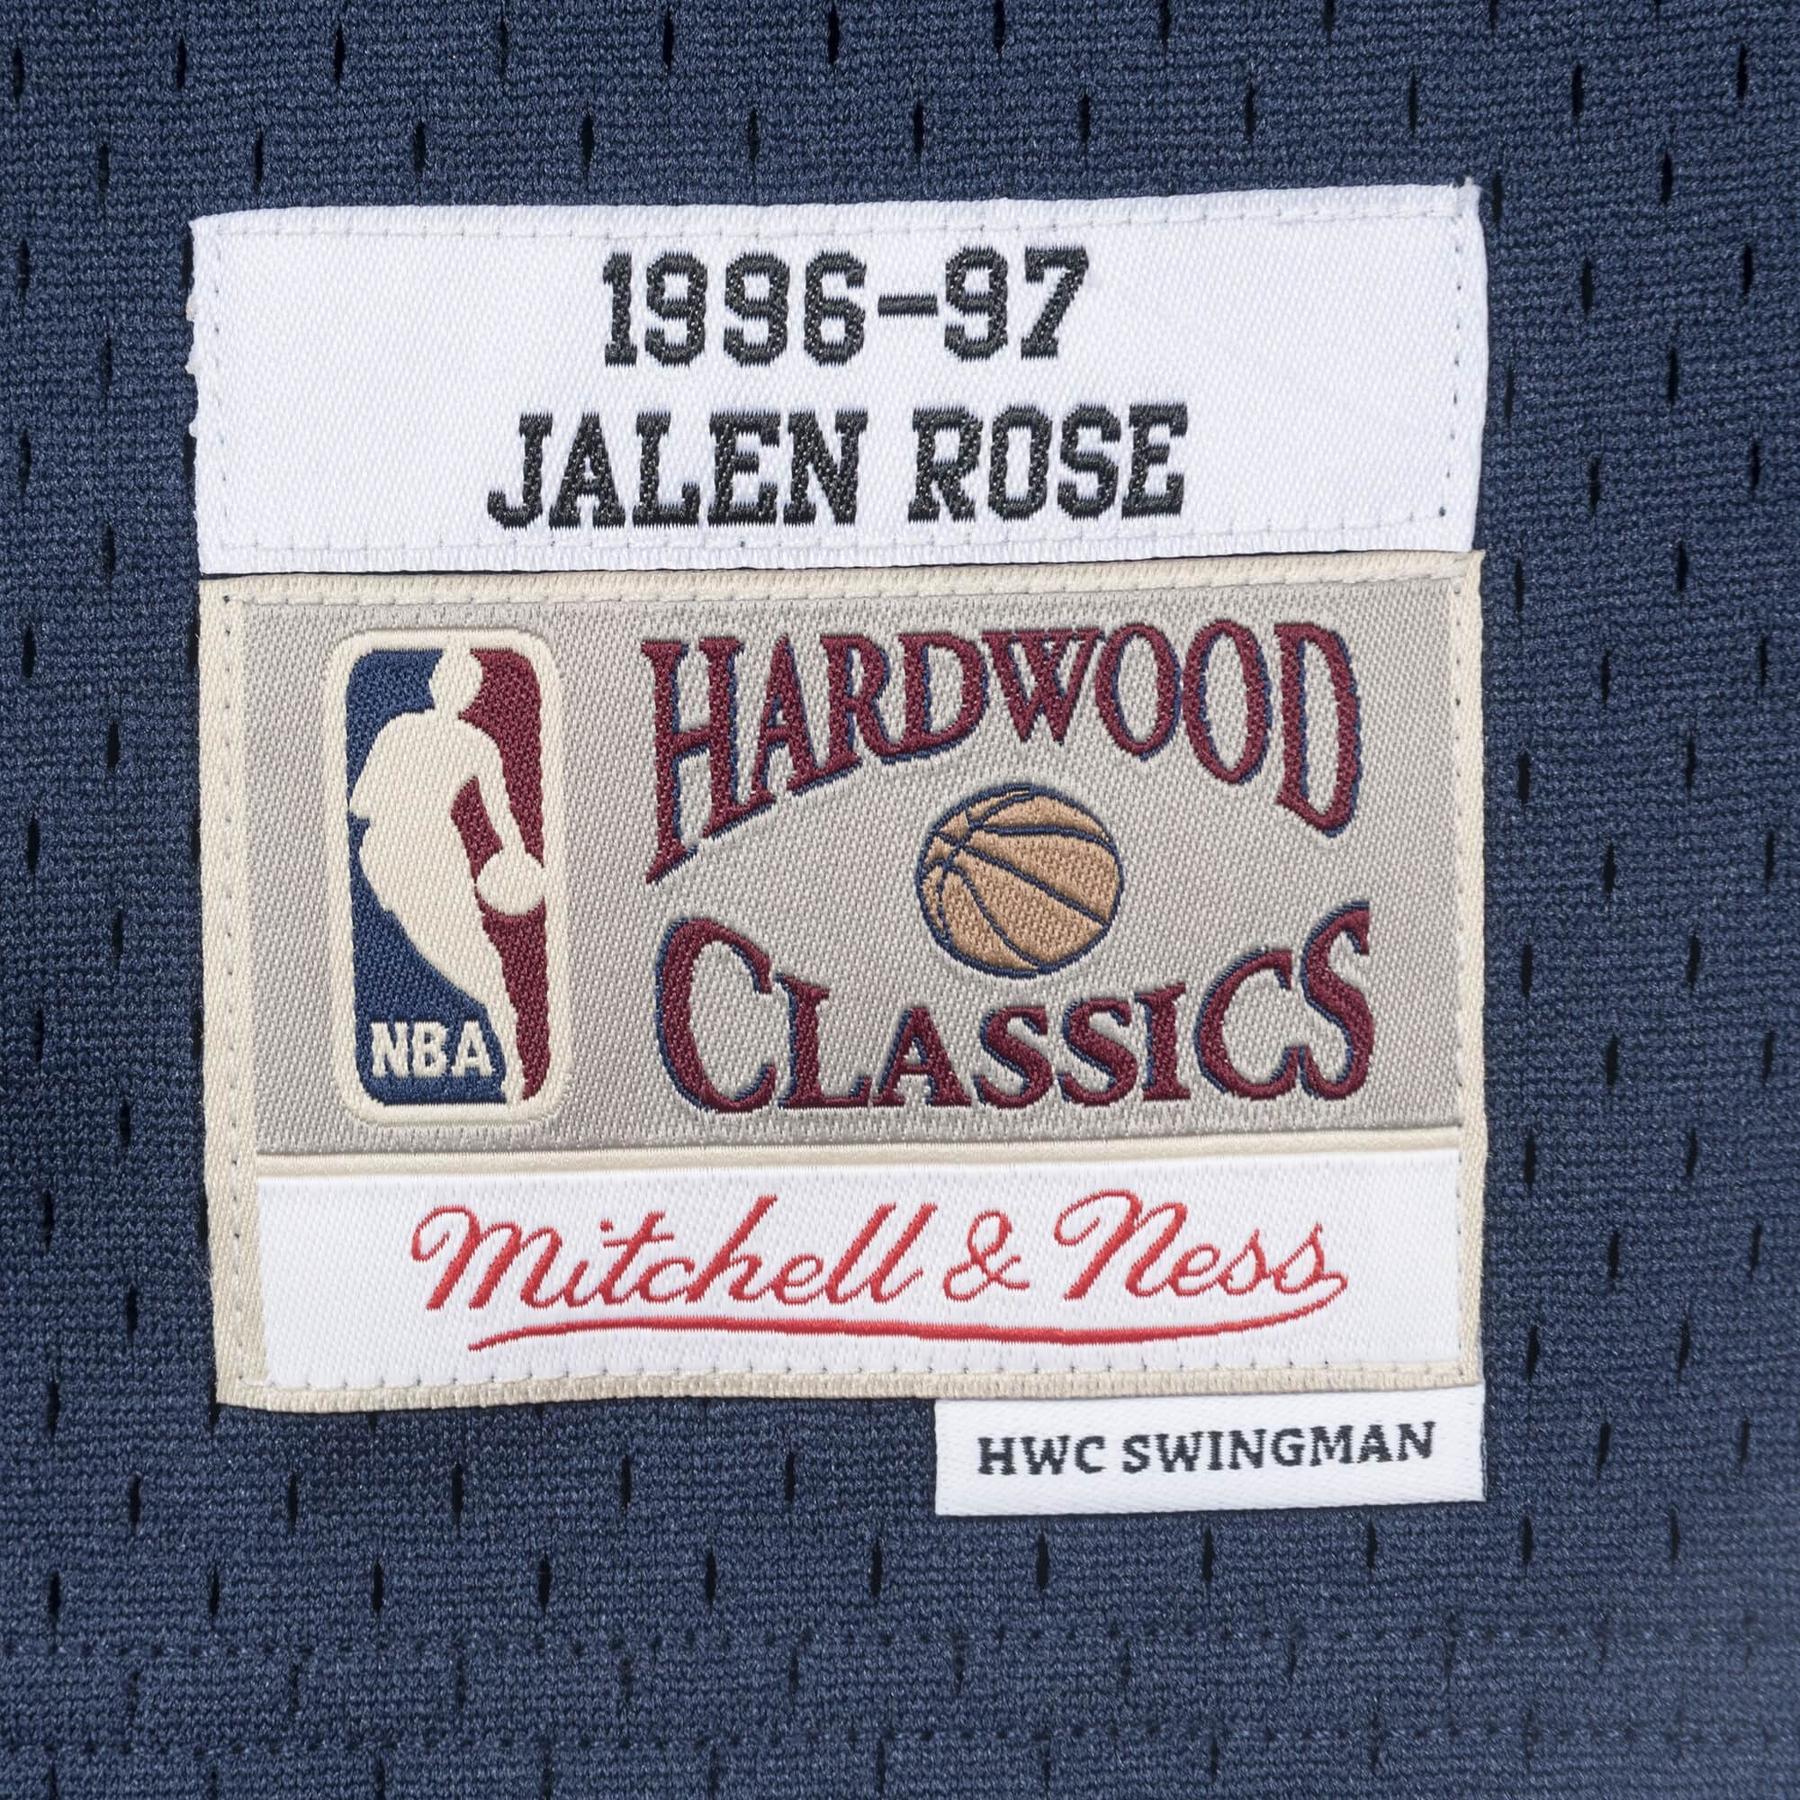 1996-97
JALEN ROSE
HARDWOOD
CLASSICS
NBA
Mitchell & Ness
HWC SWINGMAN